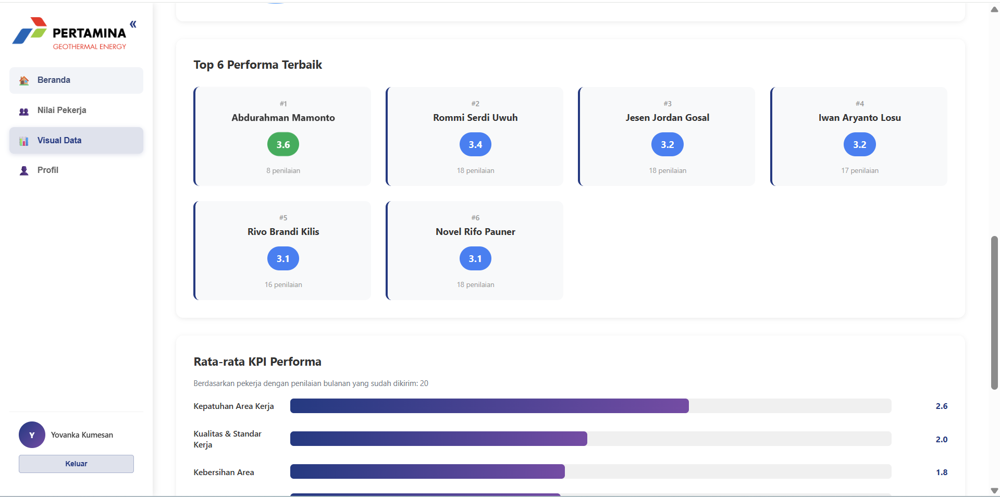 PERTAMINA
GEOTHERMAL ENERGY
«
Beranda
Nilai Pekerja
Visual Data
Profil
Y
Yovanka Kumesan
Keluar
Top 6 Performa Terbaik
#1
Abdurahman Mamonto
3.6
8 penilaian
#2
Rommi Serdi Uwuh
3.4
18 penilaian
#3
Jesen Jordan Gosal
3.2
18 penilaian
#4
Iwan Aryanto Losu
3.2
17 penilaian
#5
Rivo Brandi Kilis
3.1
16 penilaian
#6
Novel Rifo Pauner
3.1
18 penilaian
Rata-rata KPI Performa
Berdasarkan pekerja dengan penilaian bulanan yang sudah dikirim: 20
Kepatuhan Area Kerja
2.6
Kualitas & Standar
Kerja
2.0
Kebersihan Area
1.8